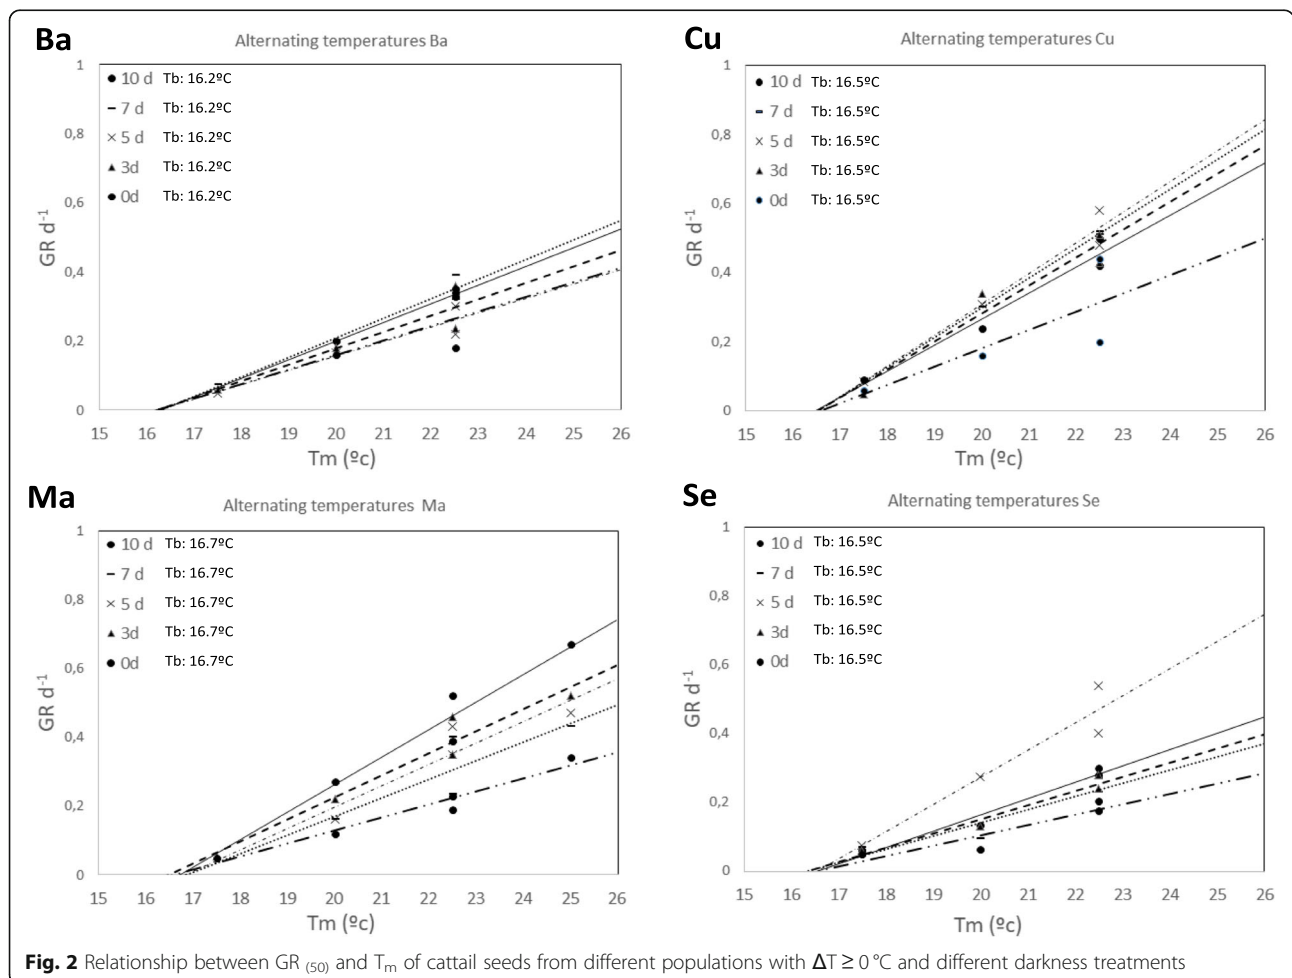 Ba
Alternating temperatures Ba
1
0,8
0,6
0,4
0,2
0
GR d-1
10 d Tb: 16.2ºC
7 d Tb: 16.2ºC
5 d Tb: 16.2ºC
3d Tb: 16.2ºC
0d Tb: 16.2ºC
15 16 17 18 19 20 21 22 23 24 25 26
Tm (ºc)
Cu
Alternating temperatures Cu
1
0,8
0,6
0,4
0,2
0
GR d-1
10 d Tb: 16.5ºC
7 d Tb: 16.5ºC
5 d Tb: 16.5ºC
3d Tb: 16.5ºC
0d Tb: 16.5ºC
15 16 17 18 19 20 21 22 23 24 25 26
Tm (ºc)
Ma
Alternating temperatures Ma
1
0,8
0,6
0,4
0,2
0
GR d-1
10 d Tb: 16.7ºC
7 d Tb: 16.7ºC
5 d Tb: 16.7ºC
3d Tb: 16.7ºC
0d Tb: 16.7ºC
15 16 17 18 19 20 21 22 23 24 25 26
Tm (ºc)
Se
Alternating temperatures Se
1
0,8
0,6
0,4
0,2
0
GR d-1
10 d Tb: 16.5ºC
7 d Tb: 16.5ºC
5 d Tb: 16.5ºC
3d Tb: 16.5ºC
0d Tb: 16.5ºC
15 16 17 18 19 20 21 22 23 24 25 26
Tm (ºc)
Fig. 2 Relationship between GR (50) and Tm of cattail seeds from different populations with ΔT ≥ 0 °C and different darkness treatments